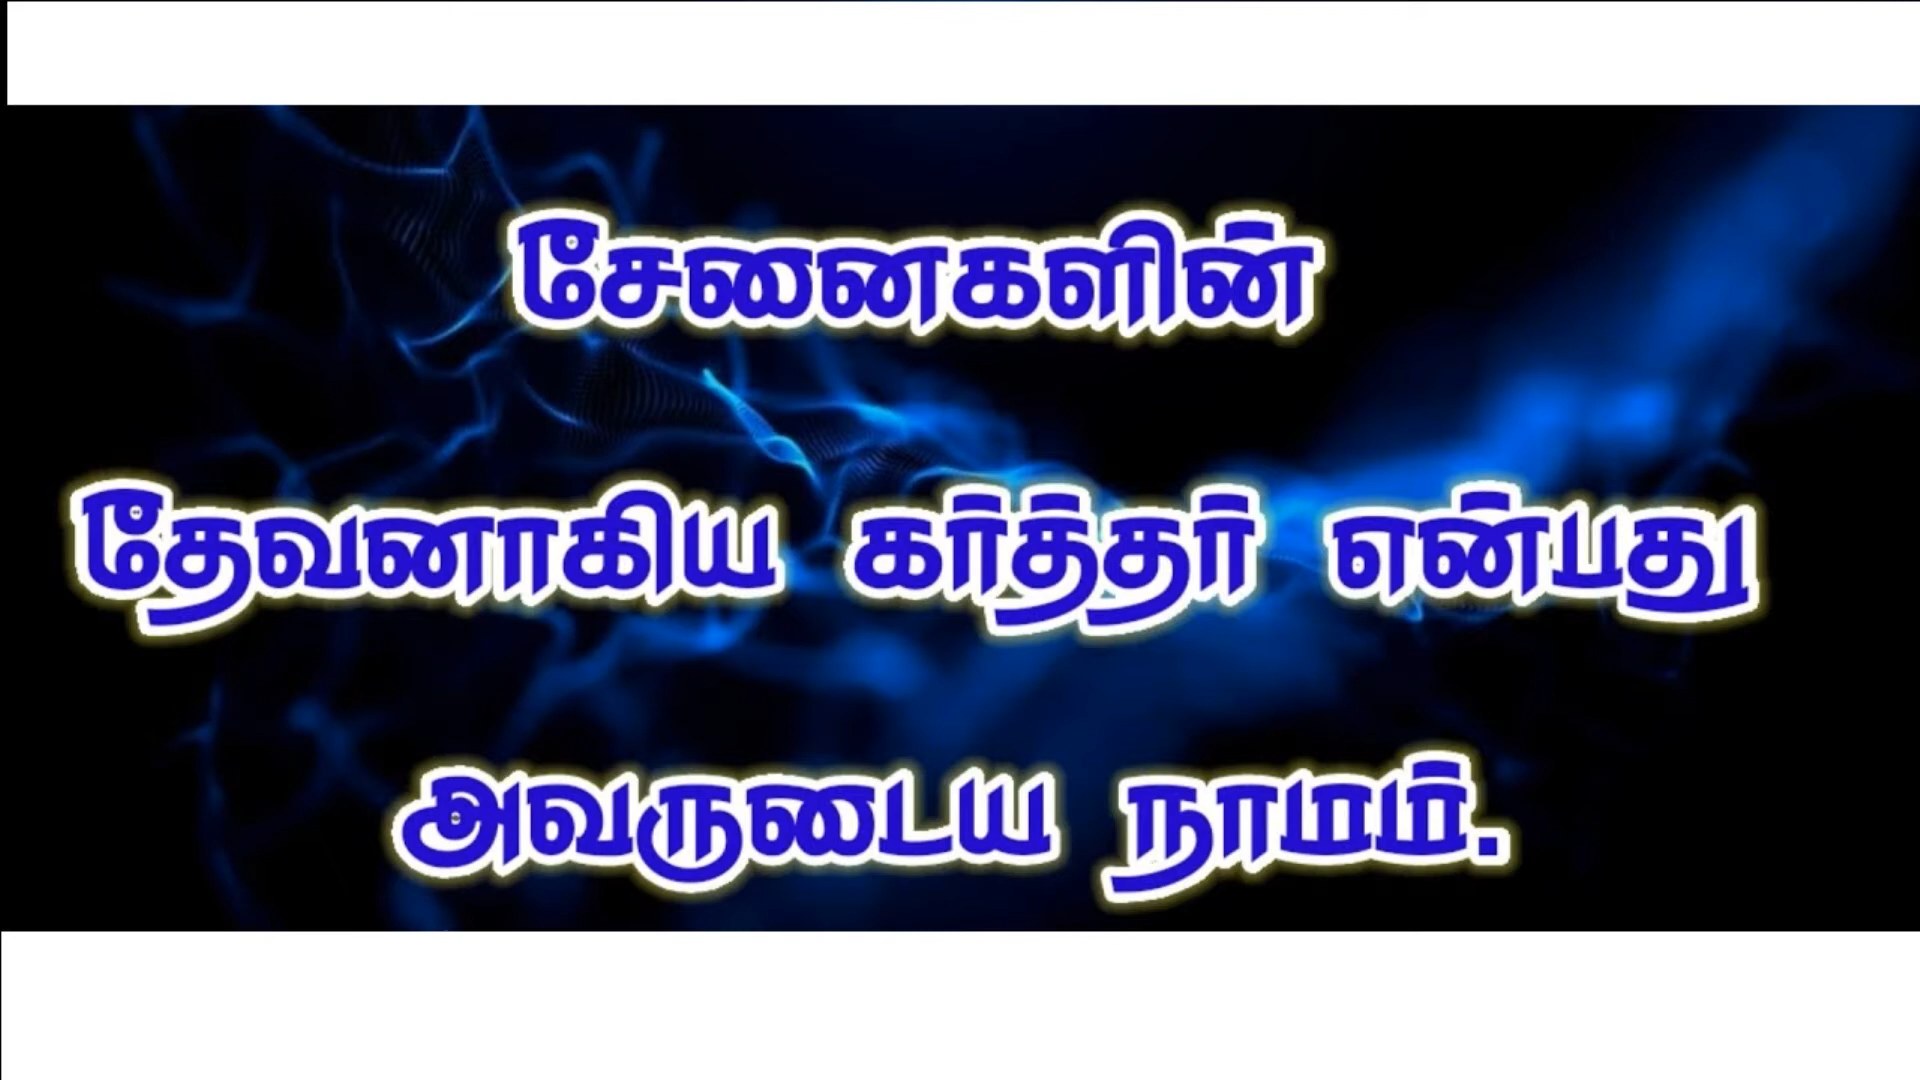 சேனைகளின்
தேவனாகிய கர்த்தர் என்பது
அவருடைய நாமம்.